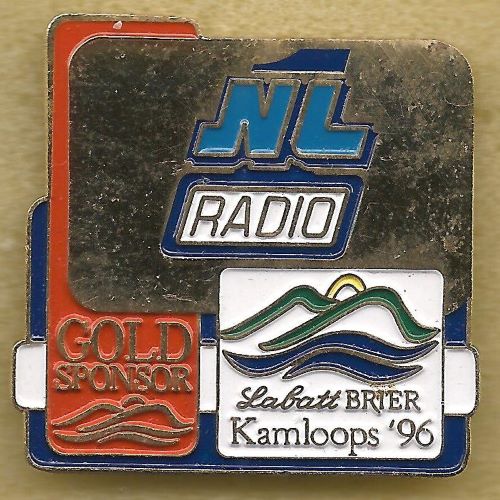 NL
RADIO
GOLD
SPONSOR
Labatt BRIER
Kamloops '96